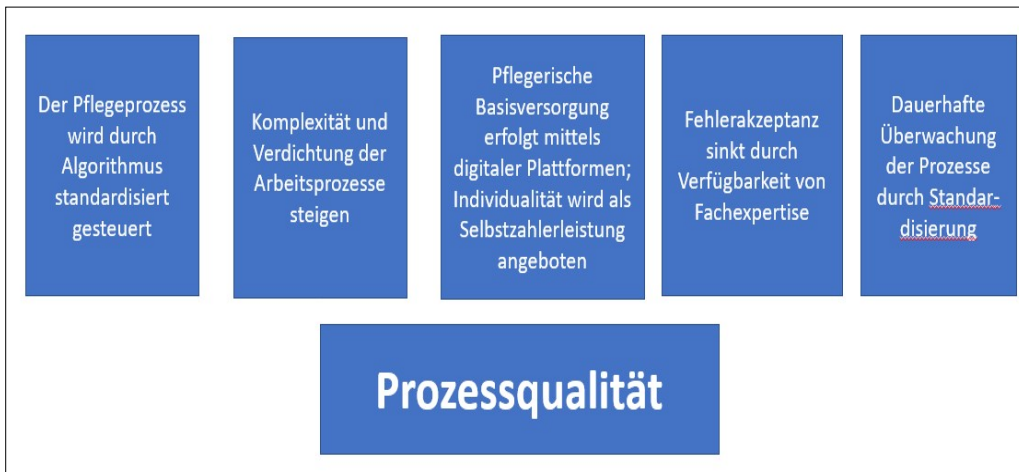 Der Pflegeprozess
wird durch
Algorithmus
standardisiert
gesteuert
Komplexität und
Verdichtung der
Arbeitsprozesse
steigen
Pflegerische
Basisversorgung
erfolgt mittels
digitaler Plattformen;
Individualität wird als
Selbstzahlerleistung
angeboten
Fehlerakzeptanz
sinkt durch
Verfügbarkeit von
Fachexpertise
Dauerhafte
Überwachung
der Prozesse
durch Standar-
disierung
Prozessqualität